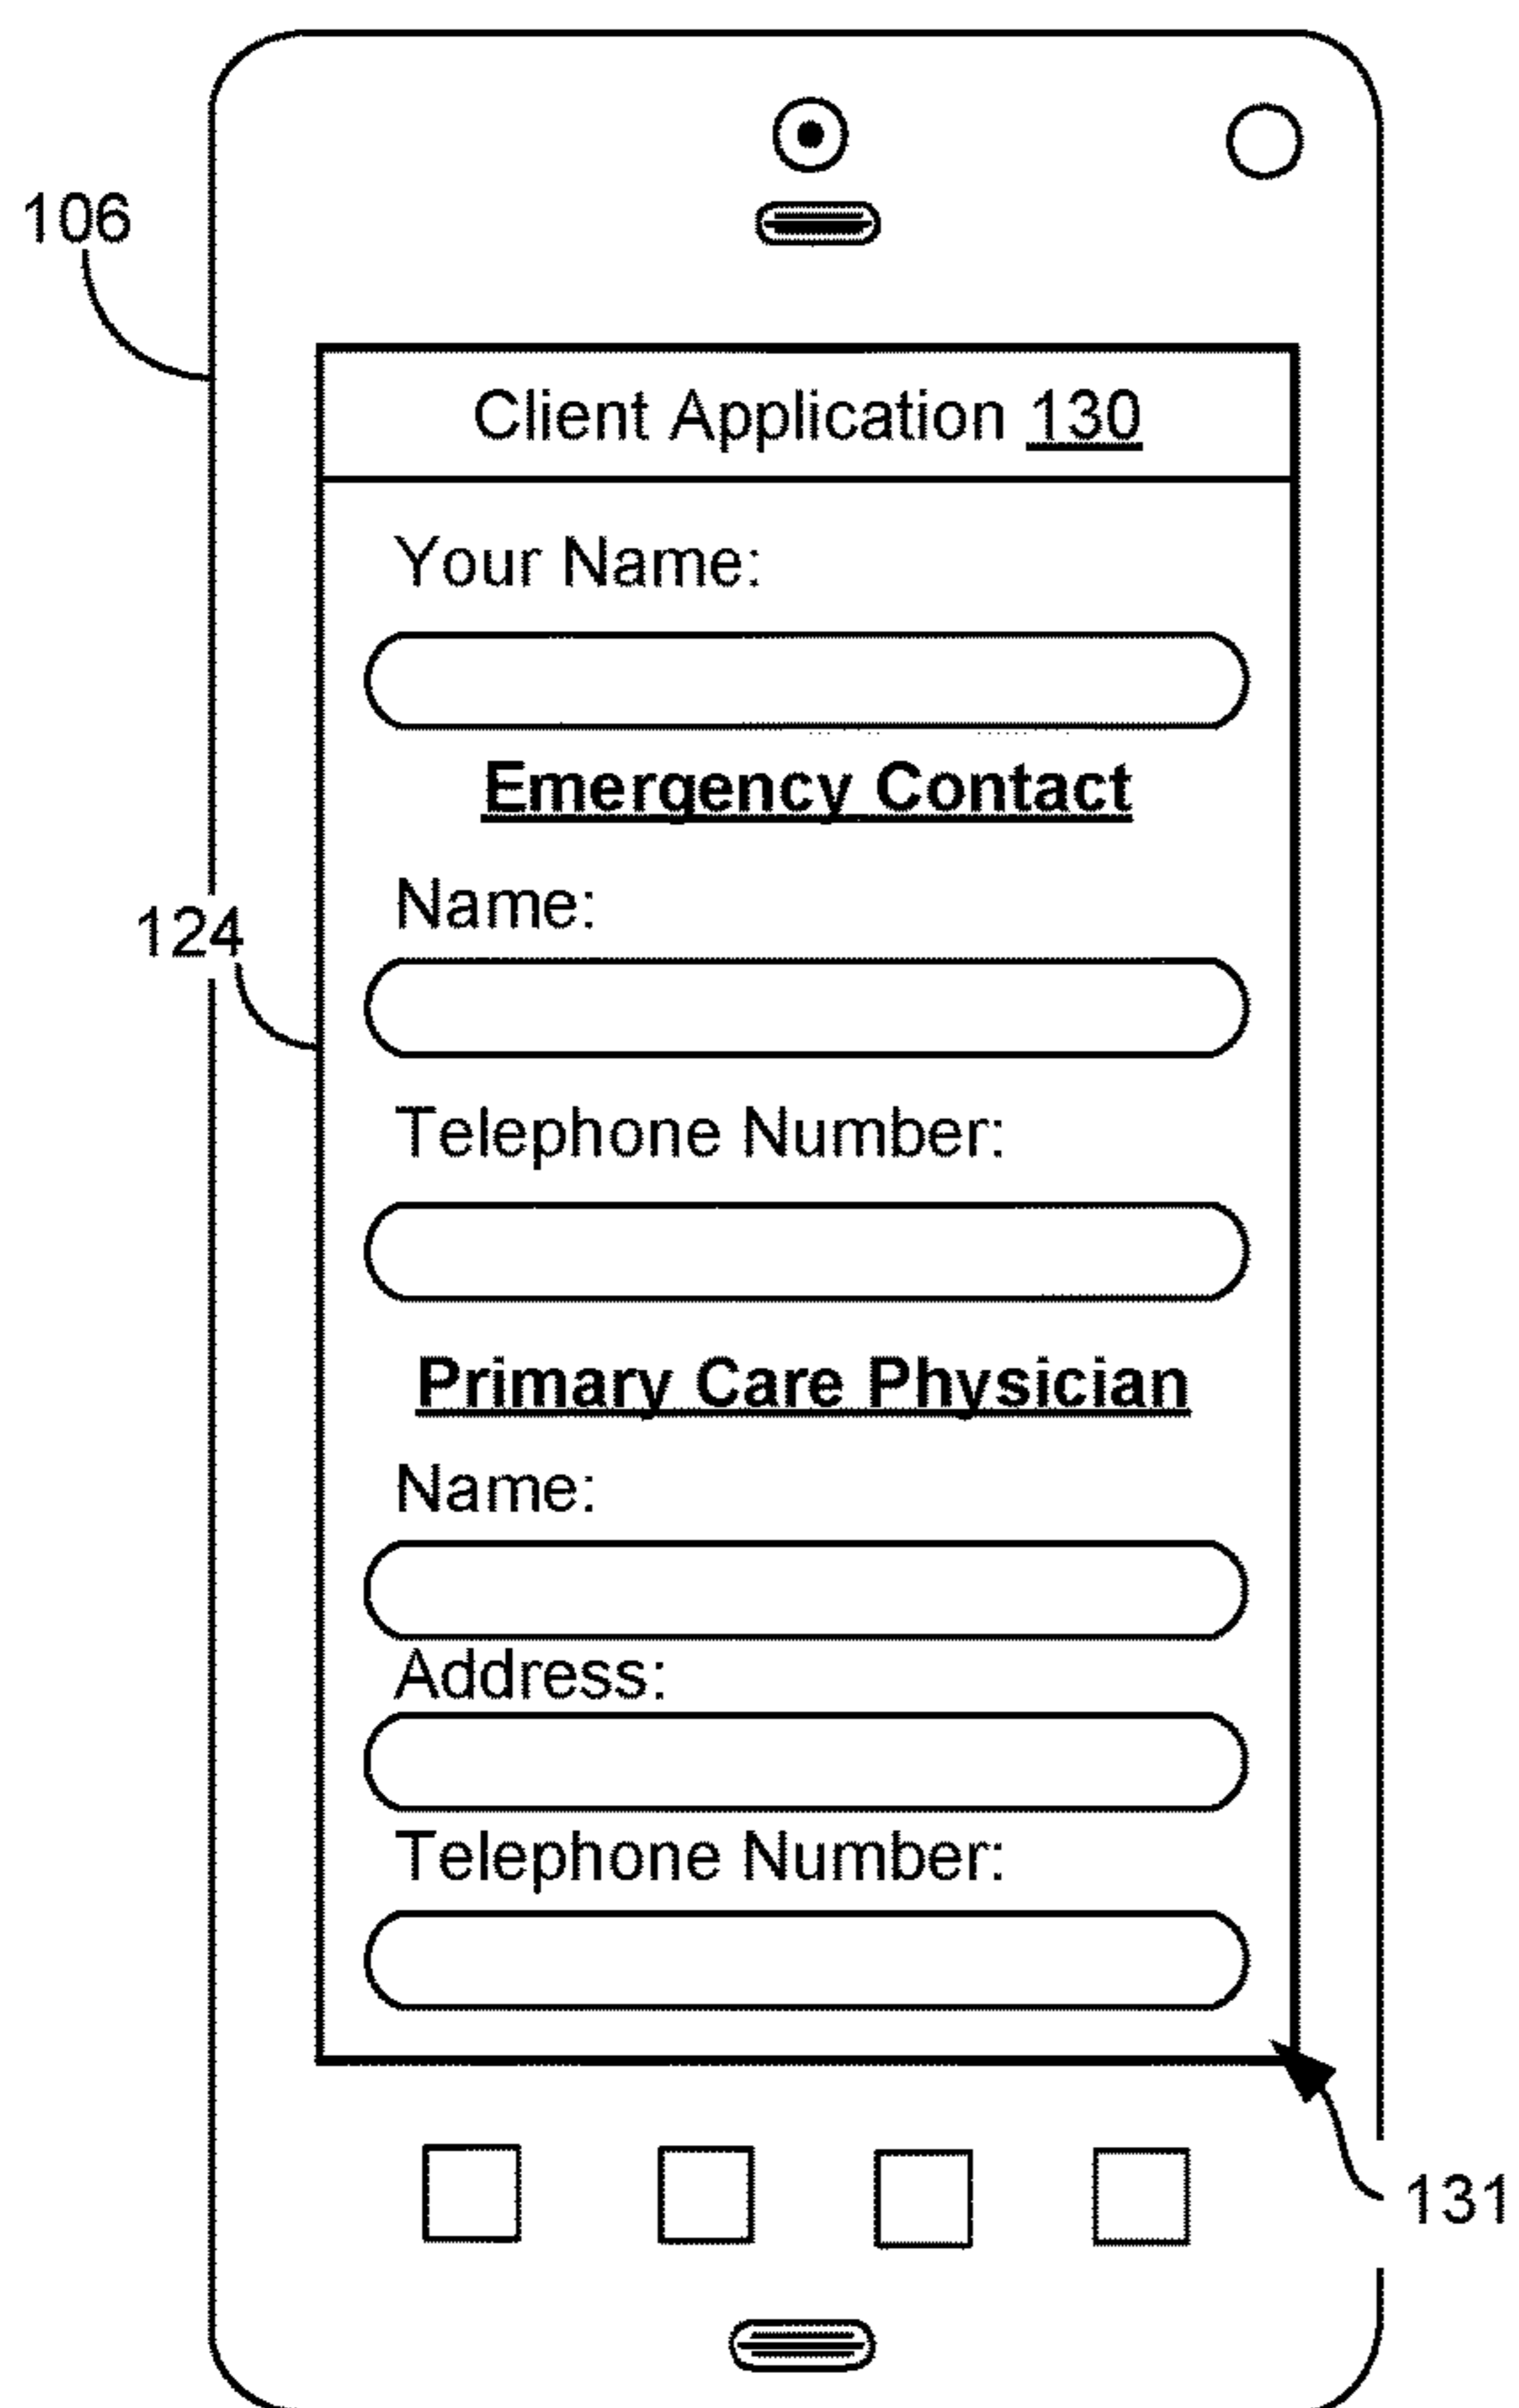 106
Client Application 130
Your Name:
Emergency Contact
Name:
124
Telephone Number:
Primary Care Physician
Name:
Address:
Telephone Number:
131